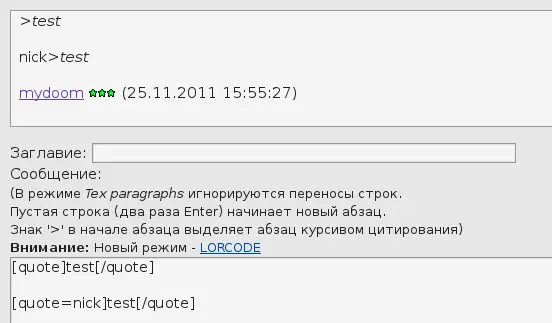 >test
nick>test
mydoom ★★★ (25.11.2011 15:55:27)
Заглавие:
Сообщение:
(В режиме Tex paragraphs игнорируются переносы строк.
Пустая строка (два раза Enter) начинает новый абзац.
Знак '>' в начале абзаца выделяет абзац курсивом цитирования)
Внимание: Новый режим - LORCODE
[quote]test[/quote]
[quote=nick]test[/quote]